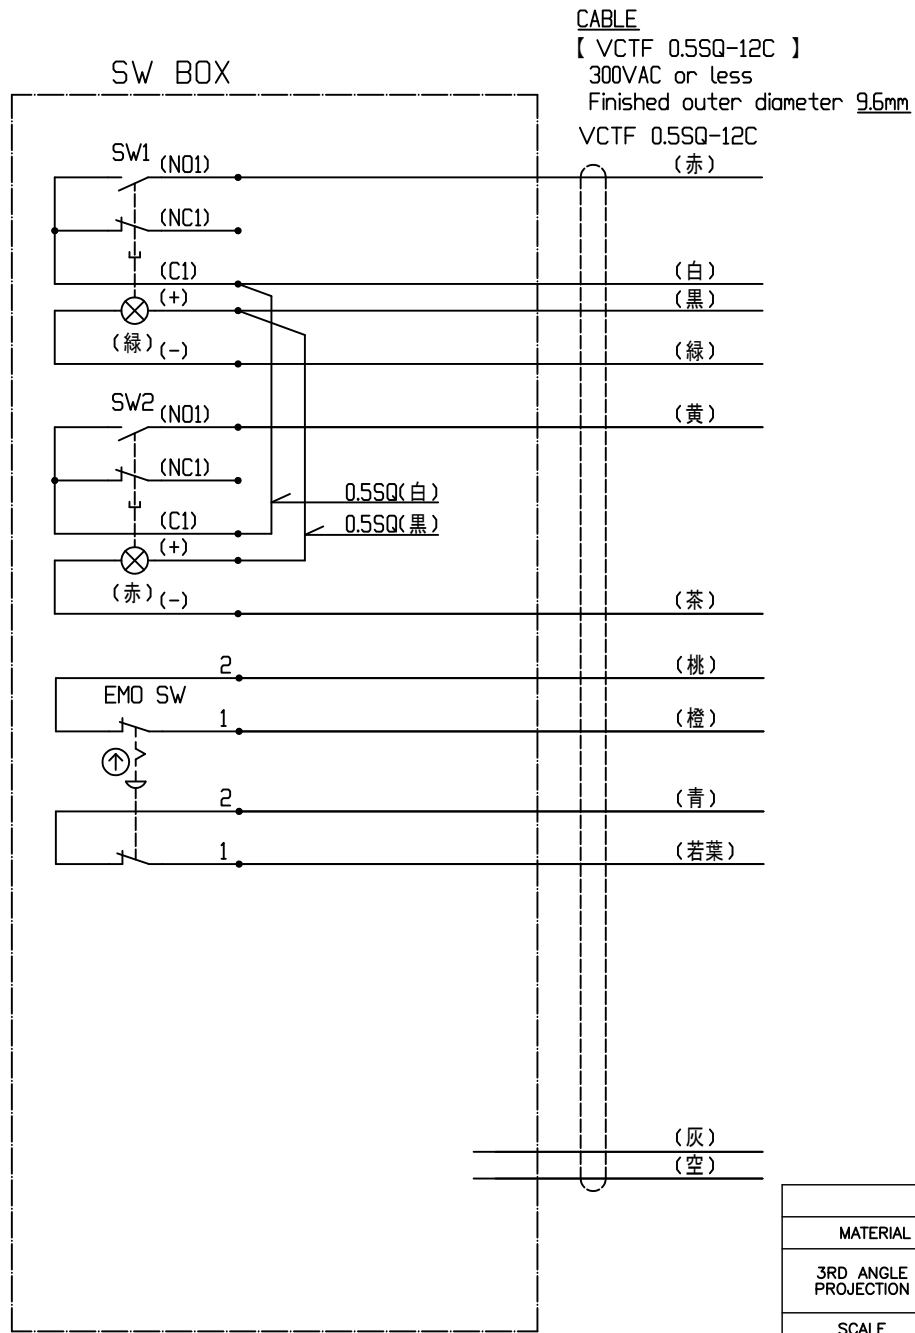 CABLE
【 VCTF 0.5SQ-12C 】
300VAC or less
Finished outer diameter 9.6mm
VCTF 0.5SQ-12C
SW BOX
SW1
(NO1)
(赤)
(NC1)
(C1)
(白)
(+)
(黒)
(緑)
(-)
(緑)
SW2
(NO1)
(黄)
(NC1)
0.5SQ(白)
(C1)
0.5SQ(黒)
(+)
(赤)
(-)
(茶)
2
(桃)
EMO SW
1
(橙)
2
(青)
1
(若葉)
(灰)
(空)
MATERIAL
3RD ANGLE
PROJECTION
SCALE